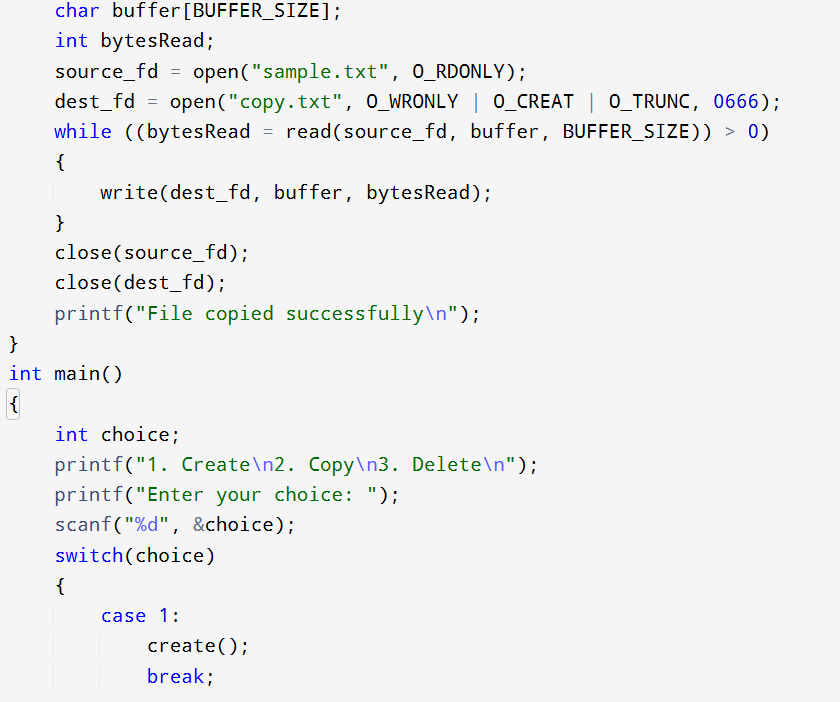 char buffer[BUFFER_SIZE];
int bytesRead;
source_fd = open("sample.txt", O_RDONLY);
dest_fd = open("copy.txt", O_WRONLY | O_CREAT | O_TRUNC, 0666);
while ((bytesRead = read(source_fd, buffer, BUFFER_SIZE)) > 0)
{
write(dest_fd, buffer, bytesRead);
}
close(source_fd);
close(dest_fd);
printf("File copied successfully\n");
}
int main()
{
int choice;
printf("1. Create\n2. Copy\n3. Delete\n");
printf("Enter your choice: ");
scanf("%d", &choice);
switch(choice)
{
case 1:
create();
break;